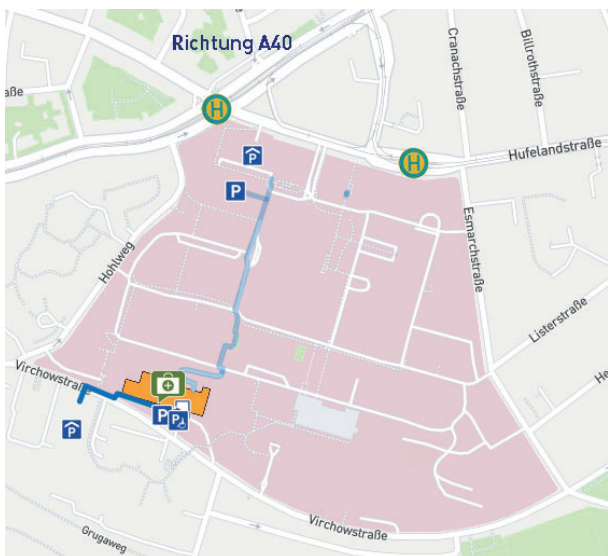 Richtung A40
Cranachstraße
Billrothstraße
aße
H
H
Hufelandstraße
P
P
Esmarchstraße
Hohlweg
Listerstraße
Virchowstraße
He
P
P
P
Virchowstraße
Grugaweg